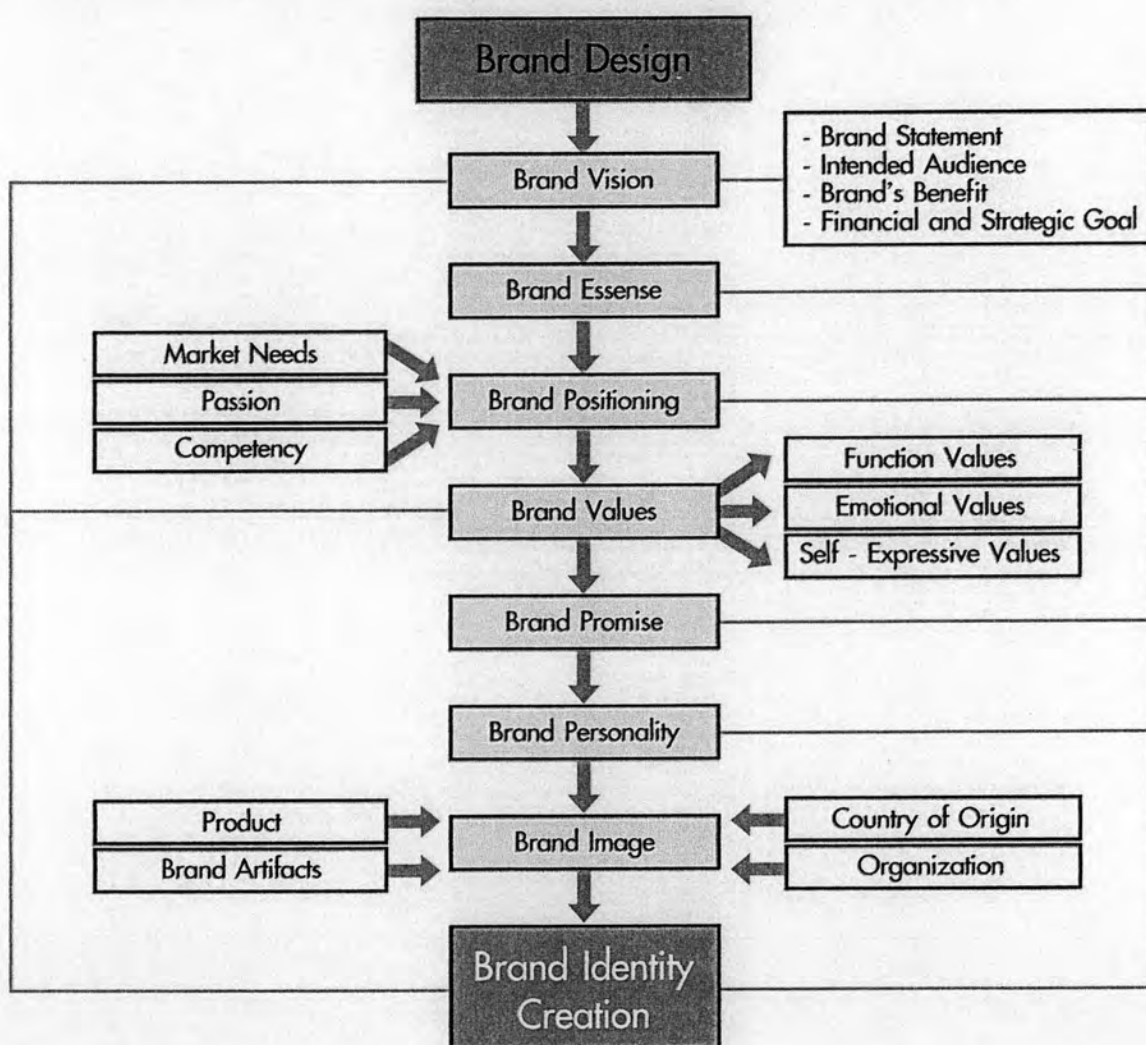 Brand Design
Brand Vision
- Brand Statement
- Intended Audience
- Brand's Benefit
- Financial and Strategic Goal
Brand Essense
Market Needs
Passion
Competency
Brand Positioning
Brand Values
Function Values
Emotional Values
Self - Expressive Values
Brand Promise
Brand Personality
Product
Brand Artifacts
Brand Image
Country of Origin
Organization
Brand Identity
Creation